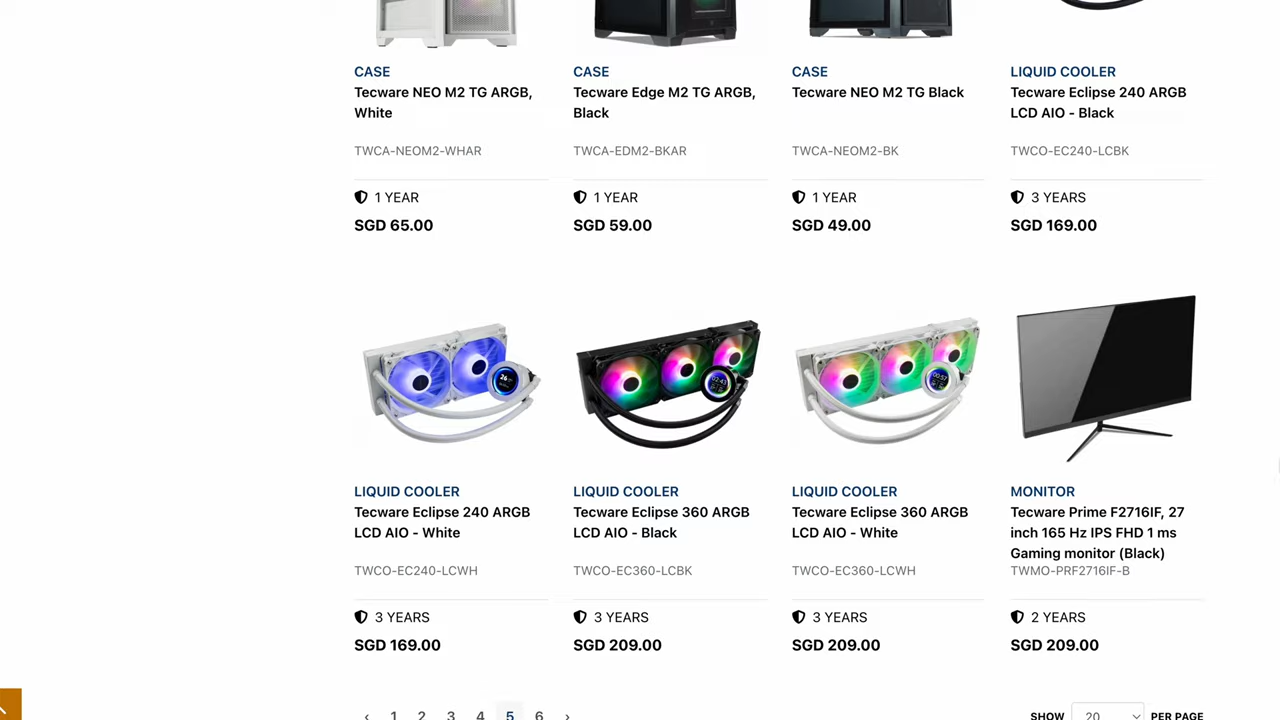 CASE
Tecware NEO M2 TG ARGB,
White
TWCA-NEOM2-WHAR
1 YEAR
SGD 65.00
CASE
Tecware Edge M2 TG ARGB,
Black
TWCA-EDM2-BKAR
1 YEAR
SGD 59.00
CASE
Tecware NEO M2 TG Black
TWCA-NEOM2-BK
1 YEAR
SGD 49.00
LIQUID COOLER
Tecware Eclipse 240 ARGB
LCD AIO - Black
TWCO-EC240-LCBK
3 YEARS
SGD 169.00
LIQUID COOLER
Tecware Eclipse 240 ARGB
LCD AIO - White
TWCO-EC240-LCWH
3 YEARS
SGD 169.00
LIQUID COOLER
Tecware Eclipse 360 ARGB
LCD AIO - Black
TWCO-EC360-LCBK
3 YEARS
SGD 209.00
LIQUID COOLER
Tecware Eclipse 360 ARGB
LCD AIO - White
TWCO-EC360-LCWH
3 YEARS
SGD 209.00
MONITOR
Tecware Prime F2716IF, 27
inch 165 Hz IPS FHD 1 ms
Gaming monitor (Black)
TWMO-PRF2716IF-B
2 YEARS
SGD 209.00
‹ 1 2 3 4 5 6 ›
SHOW 20 PER PAGE